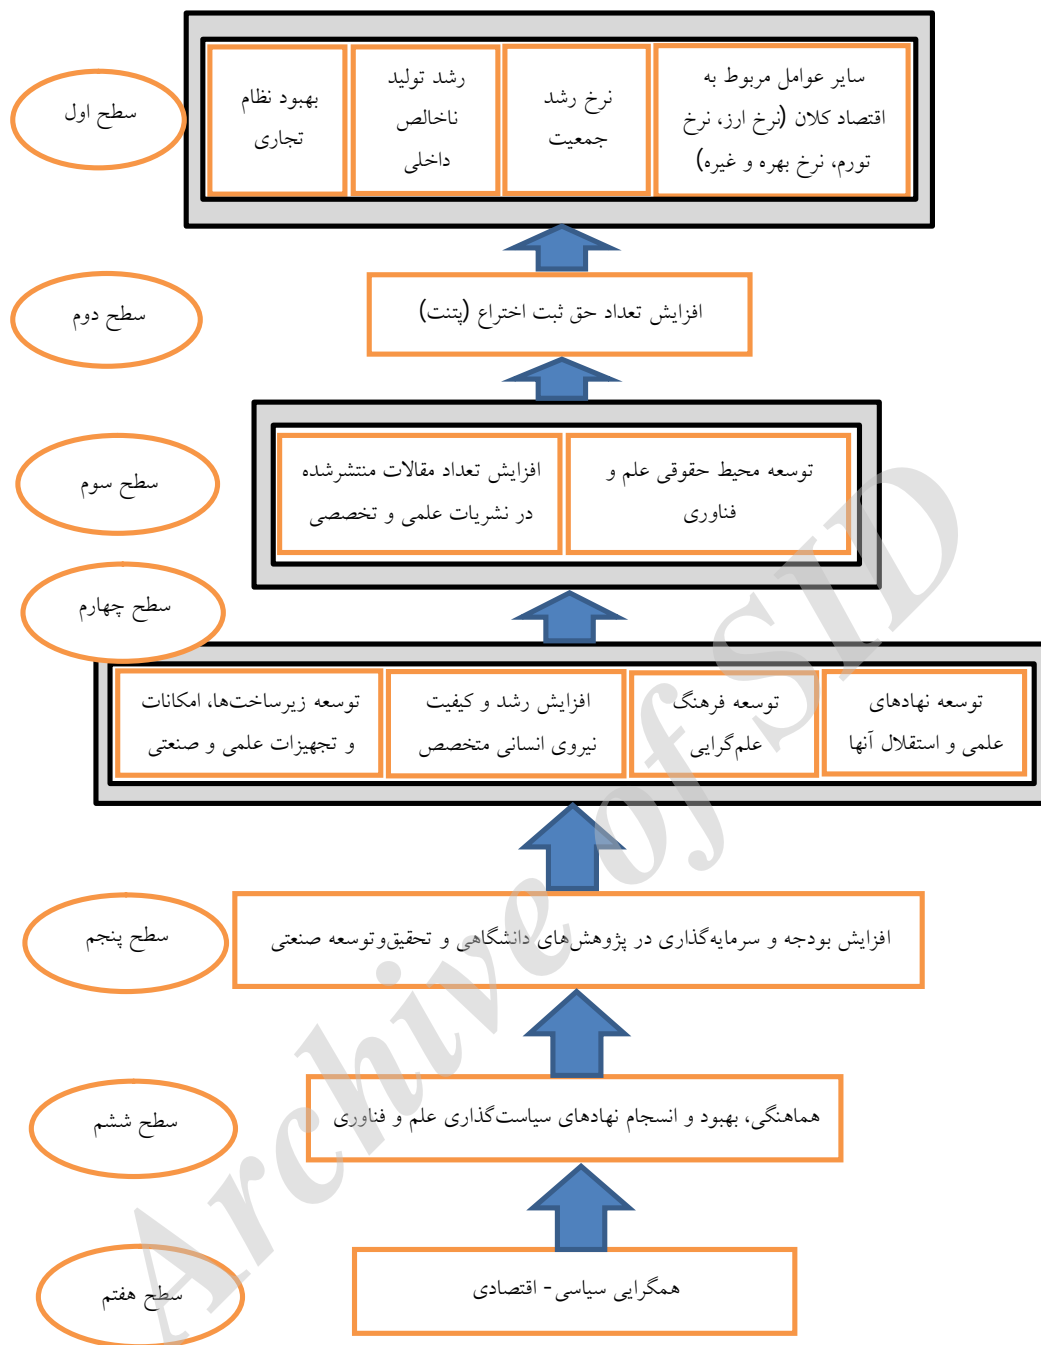 سطح اول
سایر عوامل مربوط به
اقتصاد کلان (نرخ ارز، نرخ
تورم، نرخ بهره و غیره)
نرخ رشد
جمعیت
رشد تولید
ناخالص
داخلی
بهبود نظام
تجاری
سطح دوم
افزایش تعداد حق ثبت اختراع (پتنت)
سطح سوم
توسعه محیط حقوقی علم و
فناوری
افزایش تعداد مقالات منتشرشده
در نشریات علمی و تخصصی
سطح چهارم
توسعه نهادهای
علمی و استقلال آنها
توسعه فرهنگ
علم‌گرایی
افزایش رشد و کیفیت
نیروی انسانی متخصص
توسعه زیرساخت‌ها، امکانات
و تجهیزات علمی و صنعتی
سطح پنجم
افزایش بودجه و سرمایه‌گذاری در پژوهش‌های دانشگاهی و تحقیق‌وتوسعه صنعتی
سطح ششم
هماهنگی، بهبود و انسجام نهادهای سیاست‌گذاری علم و فناوری
سطح هفتم
همگرایی سیاسی- اقتصادی
Archive of SID